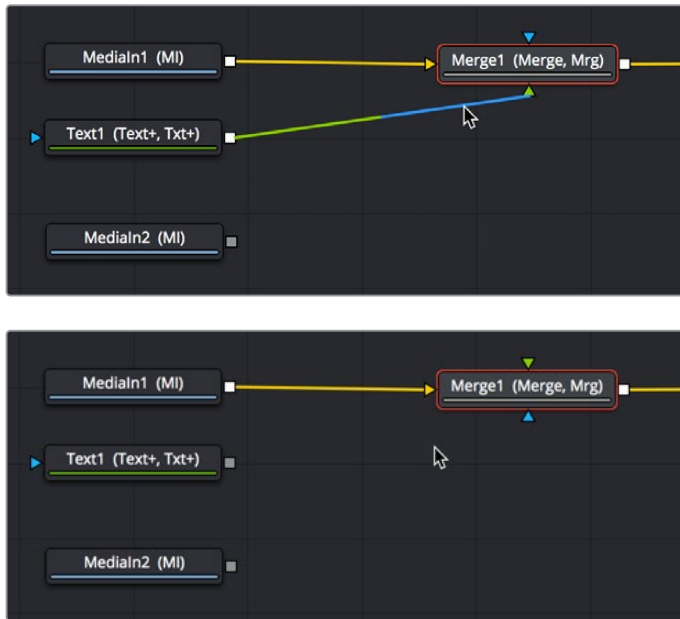 MediaIn1 (MI)
Merge1 (Merge, Mrg)
Text1 (Text+, Txt+)
MediaIn2 (MI)
MediaIn1 (MI)
Merge1 (Merge, Mrg)
Text1 (Text+, Txt+)
MediaIn2 (MI)